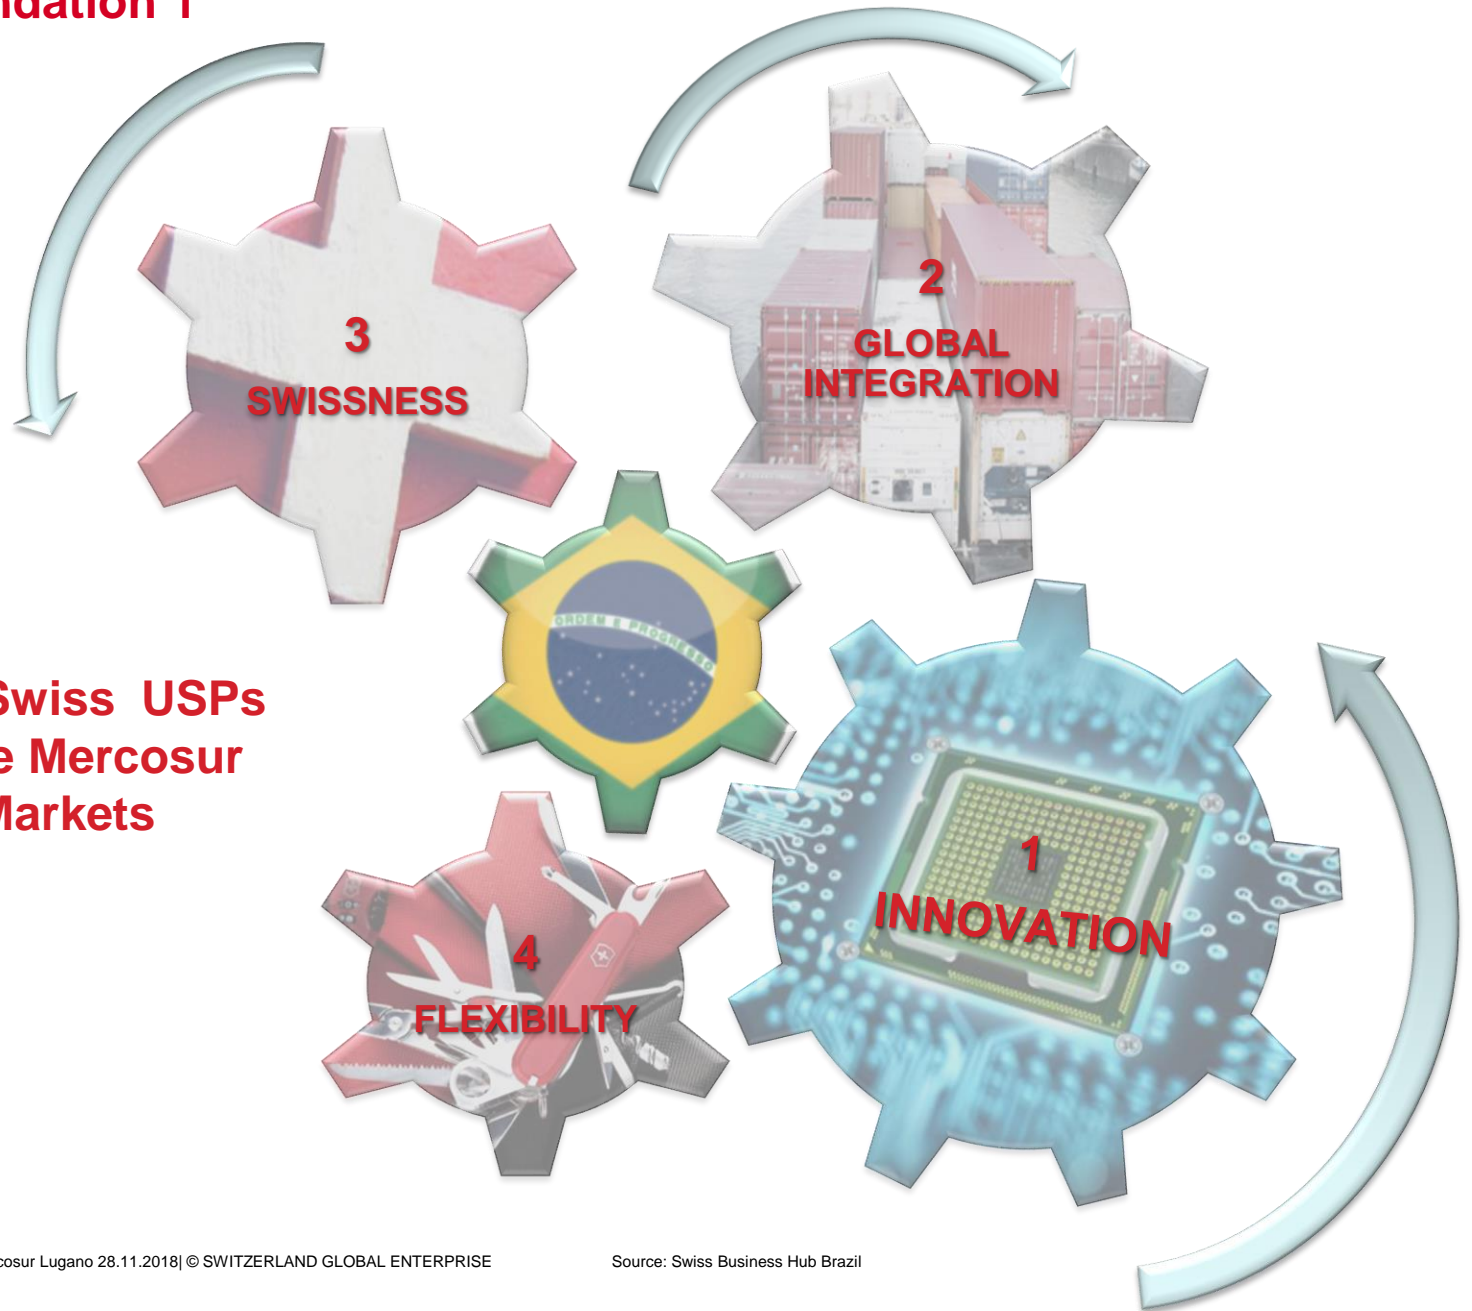 ndation 1
2
GLOBAL
INTEGRATION
3
SWISSNESS
ORDEM E PROGRESSO
Swiss USPs
e Mercosur
Markets
1
INNOVATION
4
FLEXIBILITY
cosur Lugano 28.11.2018| © SWITZERLAND GLOBAL ENTERPRISE
Source: Swiss Business Hub Brazil